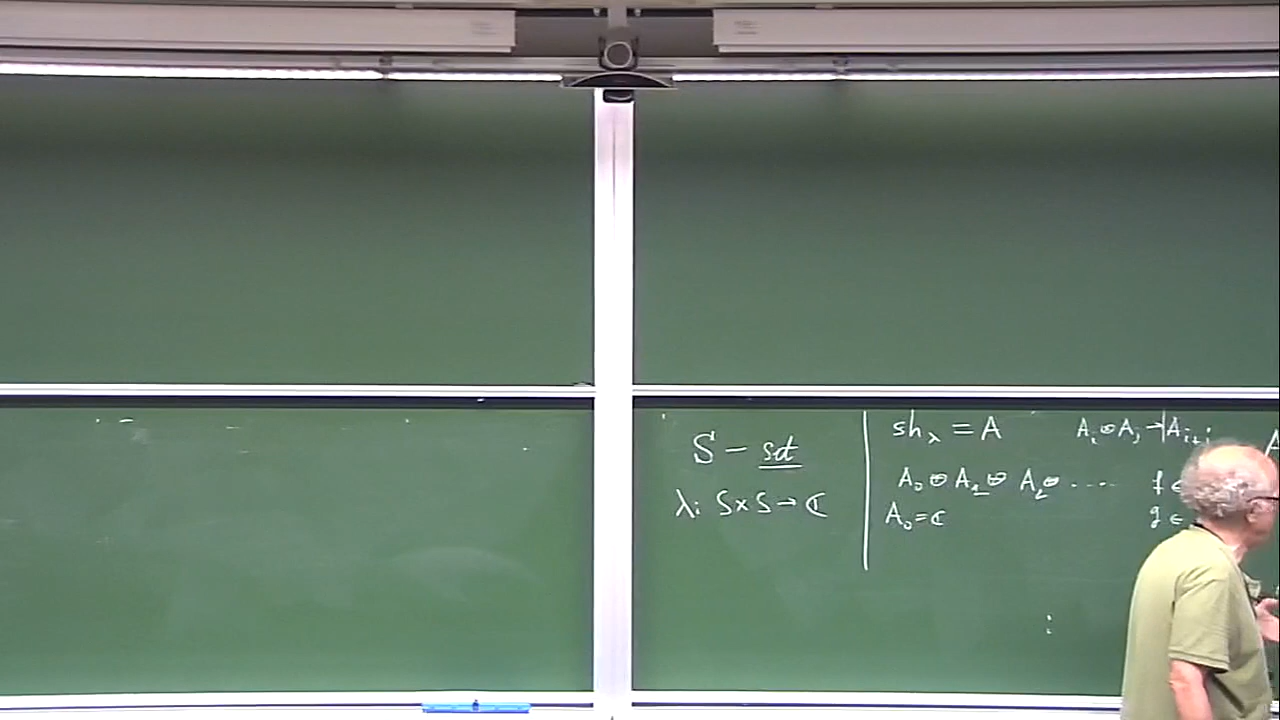 S – set
λ: S×S→ℂ
sh_λ = A
A_i⊗A_j→A_{i+j}
A_0 ⊕ A_1 ⊕ A_2 ⊕ ....
A_0 = ℂ
f ∈
g ∈
A